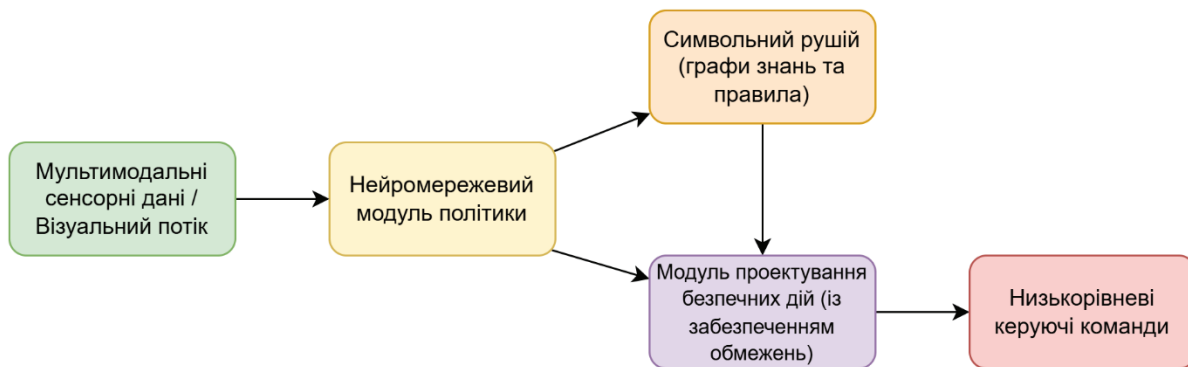 Мультимодальні
сенсорні дані /
Візуальний потік
Нейромережевий
модуль політики
Символьний рушій
(графи знань та
правила)
Модуль проектування
безпечних дій (із
забезпеченням
обмежень)
Низькорівневі
керуючі команди